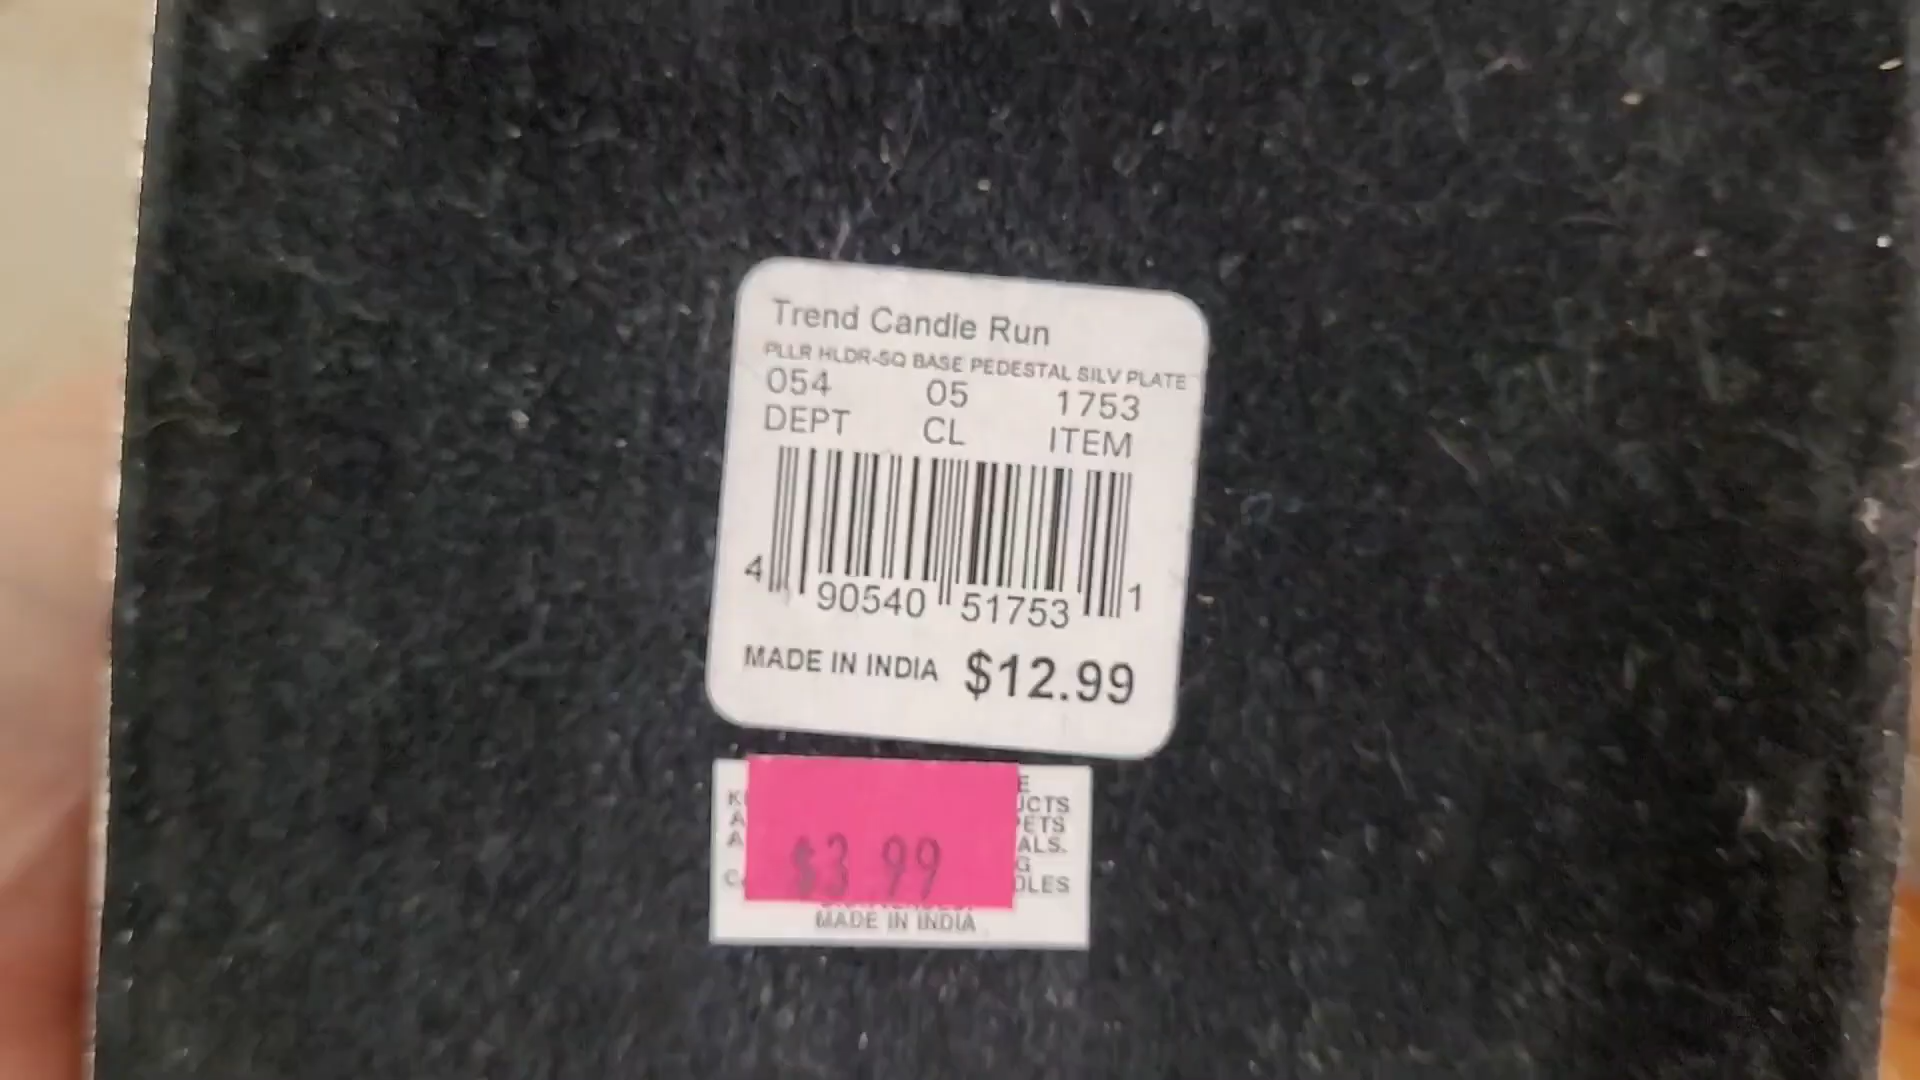 Trend Candle Run
PLLR HLDR-SQ BASE PEDESTAL SILV PLATE
054 05 1753
DEPT CL ITEM
4 90540 51753 1
MADE IN INDIA $12.99
$3.99
MADE IN INDIA